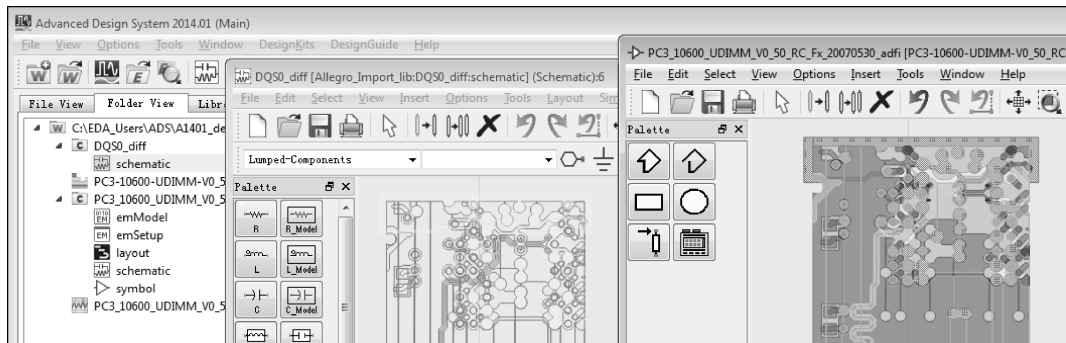 Advanced Design System 2014.01 (Main)
File View Options Tools Window DesignKits DesignGuide Help
File View Folder View Libr
C:\EDA_Users\ADS\A1401_de
DQS0_diff
schematic
PC3-10600-UDIMM-V0_5
PC3_10600_UDIMM_V0_5
emModel
emSetup
layout
schematic
symbol
PC3_10600_UDIMM_V0_5
DQS0_diff [Allegro_Import_lib:DQS0_diff:schematic] (Schematic):6
File Edit Select View Insert Options Tools Layout Sim
Lumped-Components
Palette
R R_Model
L L_Model
C C_Model
PC3_10600_UDIMM_V0_50_RC_Fx_20070530_adfi [PC3-10600-UDIMM-V0_50_RC
File Edit Select View Options Insert Tools Window Help
Palette